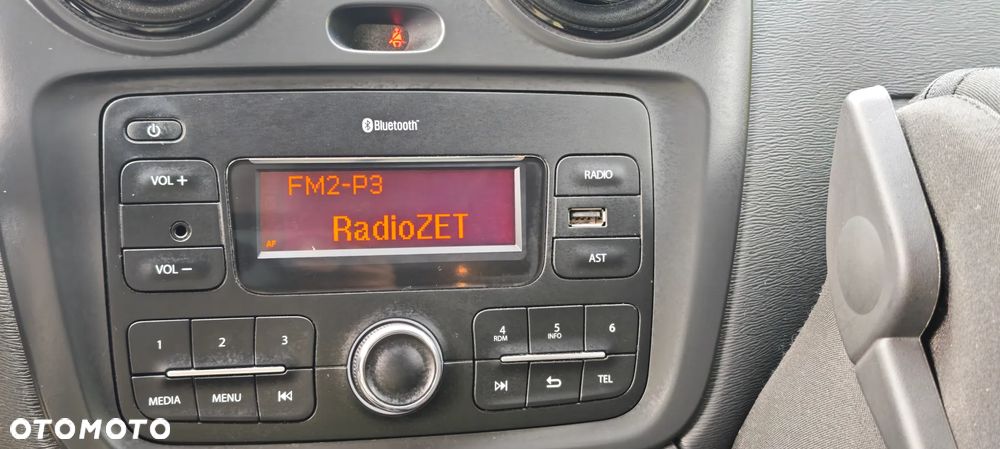 Bluetooth
VOL +
FM2-P3
RADIO
RadioZET
AF
VOL −
AST
1
2
3
4
RDM
5
INFO
6
MEDIA
MENU
TEL
OTOMOTO